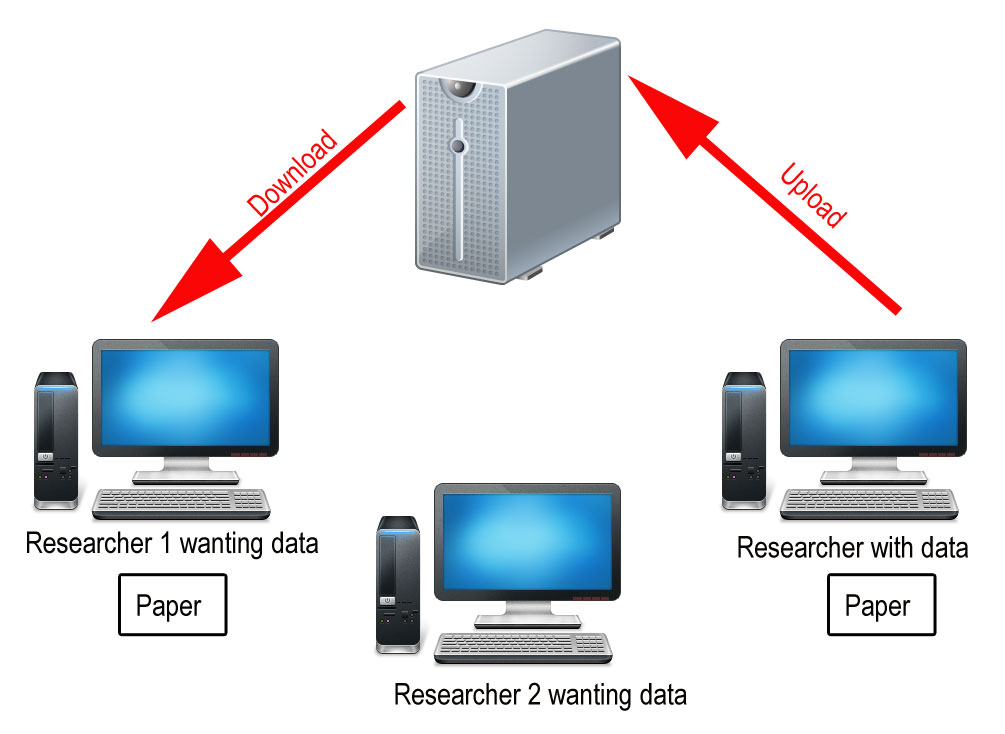 Download
Upload
Researcher 1 wanting data
Researcher with data
Paper
Paper
Researcher 2 wanting data